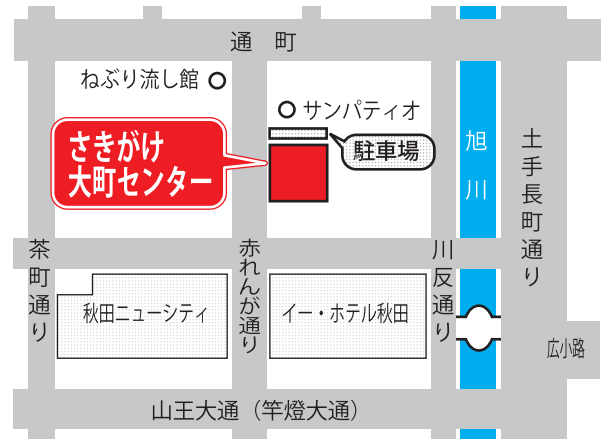 通 町
ねぶり流し館
サンパティオ
さきがけ
大町センター
駐車場
旭川
土手長町通り
茶町通り
赤れんが通り
川反通り
秋田ニューシティ
イー・ホテル秋田
広小路
山王大通（竿燈大通）